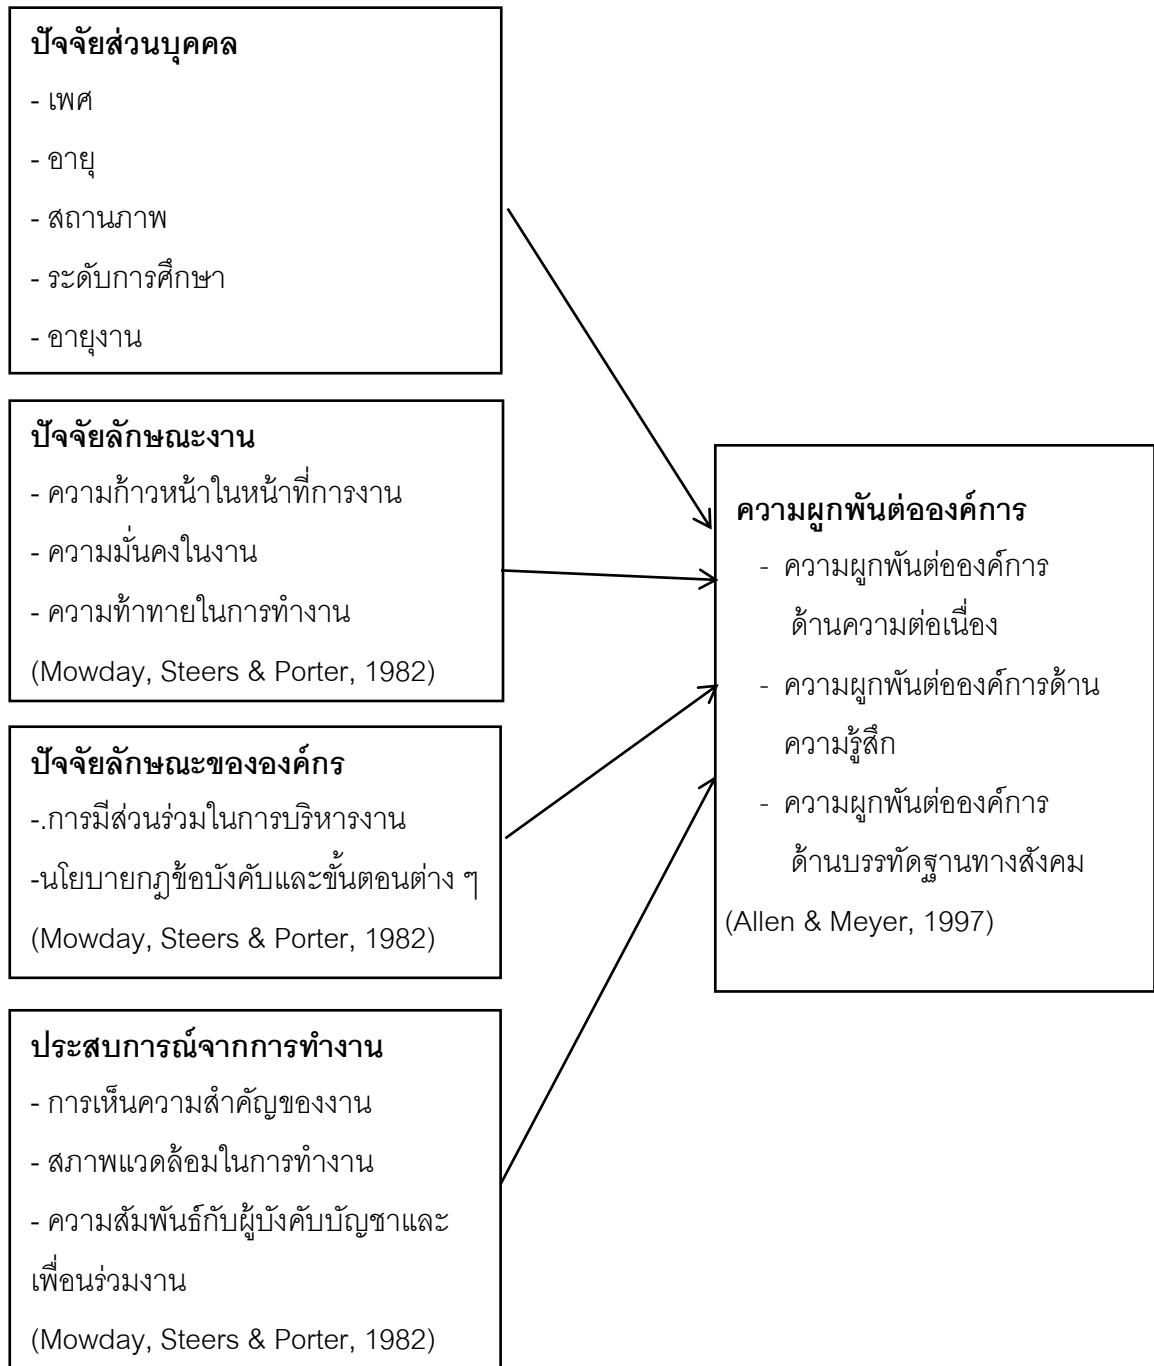 ปัจจัยส่วนบุคคล
- เพศ
- อายุ
- สถานภาพ
- ระดับการศึกษา
- อายุงาน
ปัจจัยลักษณะงาน
- ความก้าวหน้าในหน้าที่การงาน
- ความมั่นคงในงาน
- ความท้าทายในการทำงาน
(Mowday, Steers & Porter, 1982)
ปัจจัยลักษณะขององค์กร
-.การมีส่วนร่วมในการบริหารงาน
-นโยบายกฎข้อบังคับและขั้นตอนต่าง ๆ
(Mowday, Steers & Porter, 1982)
ประสบการณ์จากการทำงาน
- การเห็นความสำคัญของงาน
- สภาพแวดล้อมในการทำงาน
- ความสัมพันธ์กับผู้บังคับบัญชาและ
เพื่อนร่วมงาน
(Mowday, Steers & Porter, 1982)
ความผูกพันต่อองค์การ
- ความผูกพันต่อองค์การ
ด้านความต่อเนื่อง
- ความผูกพันต่อองค์การด้าน
ความรู้สึก
- ความผูกพันต่อองค์การ
ด้านบรรทัดฐานทางสังคม
(Allen & Meyer, 1997)